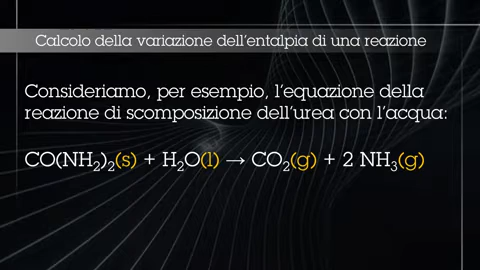 Calcolo della variazione dell'entalpia di una reazione
Consideriamo, per esempio, l'equazione della
reazione di scomposizione dell'urea con l'acqua:
CO(NH₂)₂(s) + H₂O(l) → CO₂(g) + 2 NH₃(g)